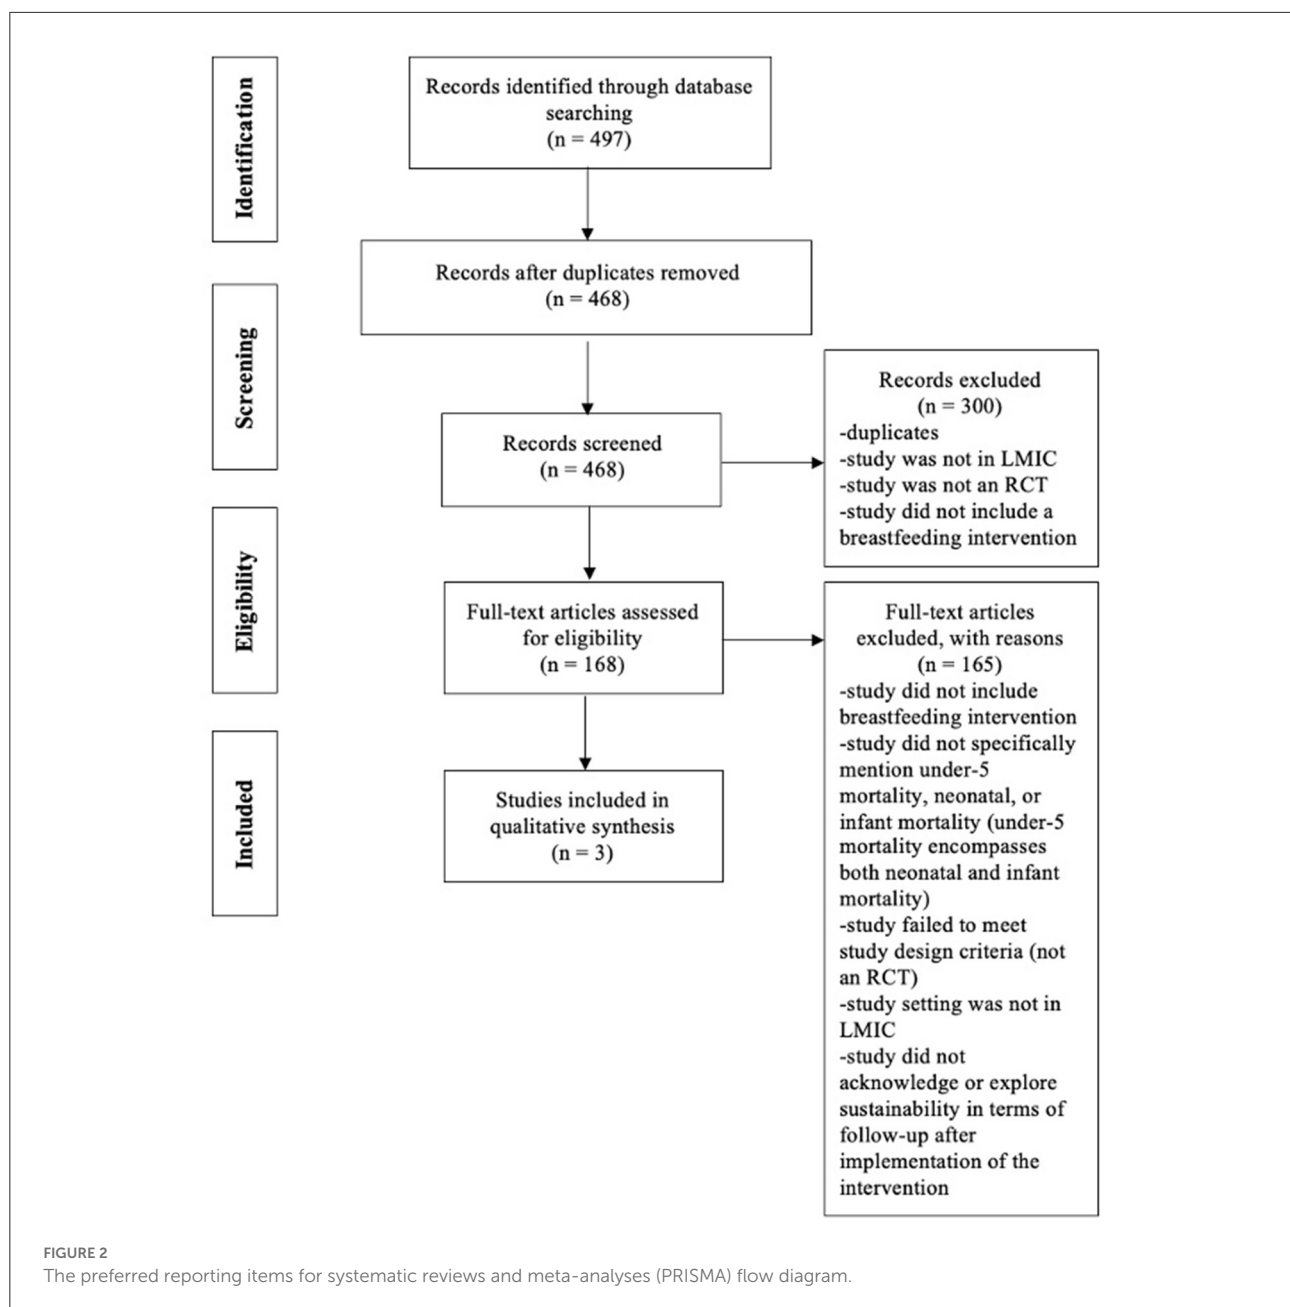 Identification
Records identified through database
searching
(n = 497)
Records after duplicates removed
(n = 468)
Screening
Records screened
(n = 468)
Records excluded
(n = 300)
-duplicates
-study was not in LMIC
-study was not an RCT
-study did not include a
breastfeeding intervention
Eligibility
Full-text articles assessed
for eligibility
(n = 168)
Full-text articles
excluded, with reasons
(n = 165)
-study did not include
breastfeeding intervention
-study did not specifically
mention under-5
mortality, neonatal, or
infant mortality (under-5
mortality encompasses
both neonatal and infant
mortality)
-study failed to meet
study design criteria (not
an RCT)
-study setting was not in
LMIC
-study did not
acknowledge or explore
sustainability in terms of
follow-up after
implementation of the
intervention
Included
Studies included in
qualitative synthesis
(n = 3)
FIGURE 2
The preferred reporting items for systematic reviews and meta-analyses (PRISMA) flow diagram.